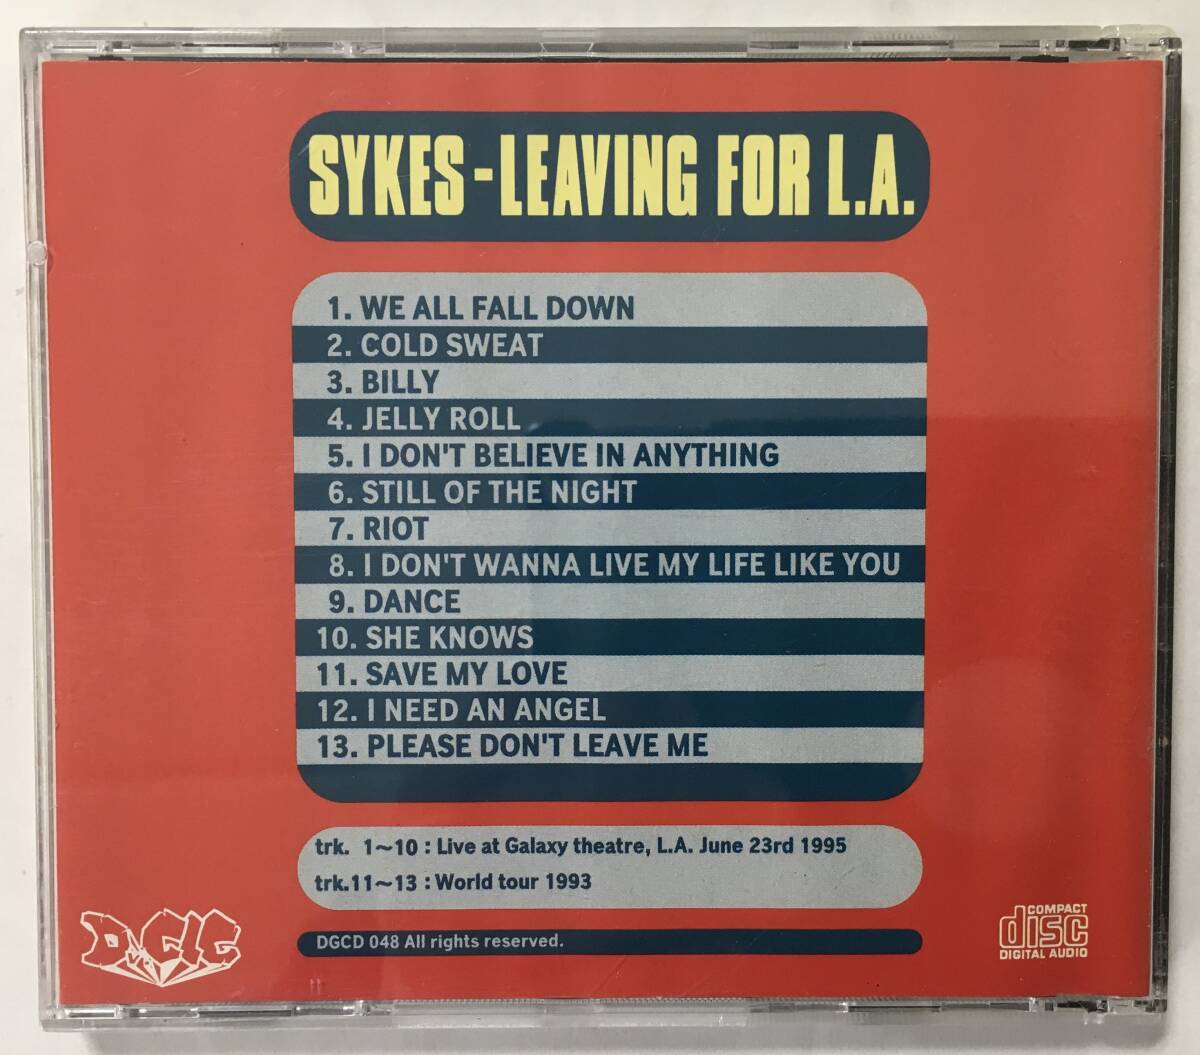 SYKES-LEAVING FOR L.A.
1. WE ALL FALL DOWN
2. COLD SWEAT
3. BILLY
4. JELLY ROLL
5. I DON'T BELIEVE IN ANYTHING
6. STILL OF THE NIGHT
7. RIOT
8. I DON'T WANNA LIVE MY LIFE LIKE YOU
9. DANCE
10. SHE KNOWS
11. SAVE MY LOVE
12. I NEED AN ANGEL
13. PLEASE DON'T LEAVE ME
trk. 1~10 : Live at Galaxy theatre, L.A. June 23rd 1995
trk.11~13 : World tour 1993
DGCD 048 All rights reserved.
COMPACT
disc
DIGITAL AUDIO